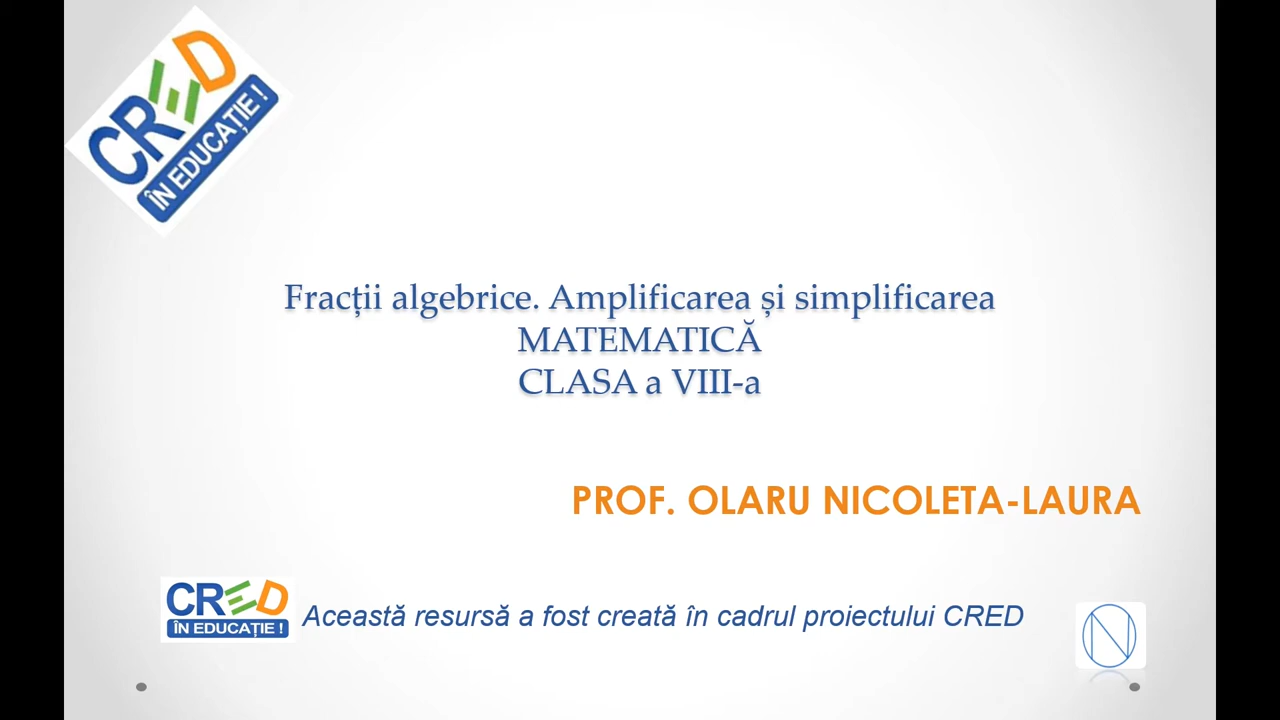 CRED
ÎN EDUCAȚIE !
Fracții algebrice. Amplificarea și simplificarea
MATEMATICĂ
CLASA a VIII-a
PROF. OLARU NICOLETA-LAURA
CRED
ÎN EDUCAȚIE !
Această resursă a fost creată în cadrul proiectului CRED
N